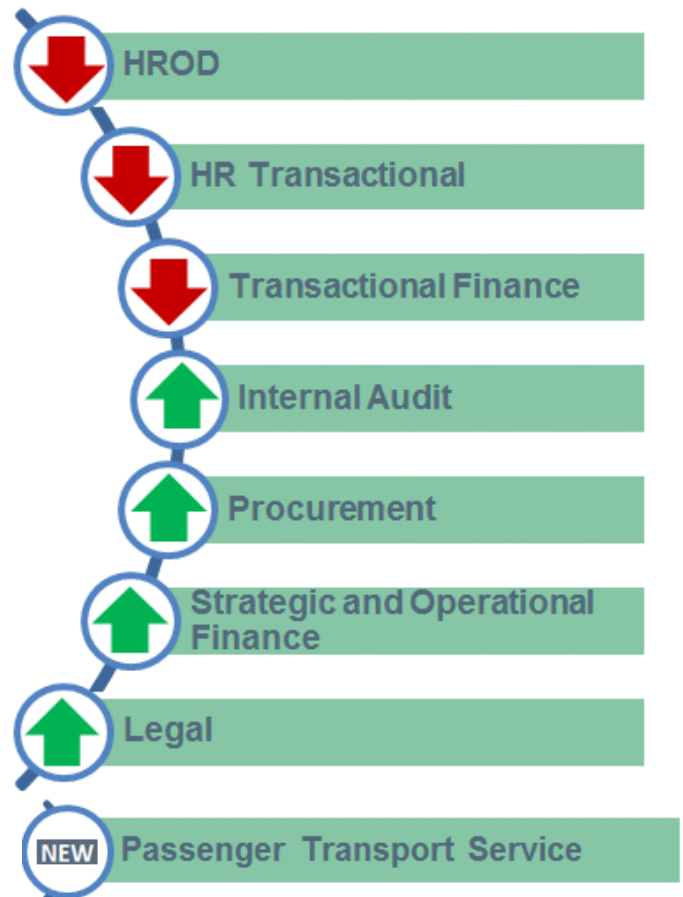 HROD
HR Transactional
Transactional Finance
Internal Audit
Procurement
Strategic and Operational
Finance
Legal
NEW Passenger Transport Service